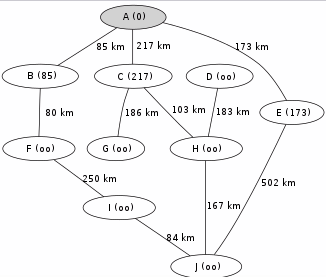 A (0)
85 km
217 km
173 km
B (85)
C (217)
D (oo)
E (173)
80 km
186 km
103 km
183 km
F (oo)
G (oo)
H (oo)
250 km
502 km
I (oo)
167 km
84 km
J (oo)